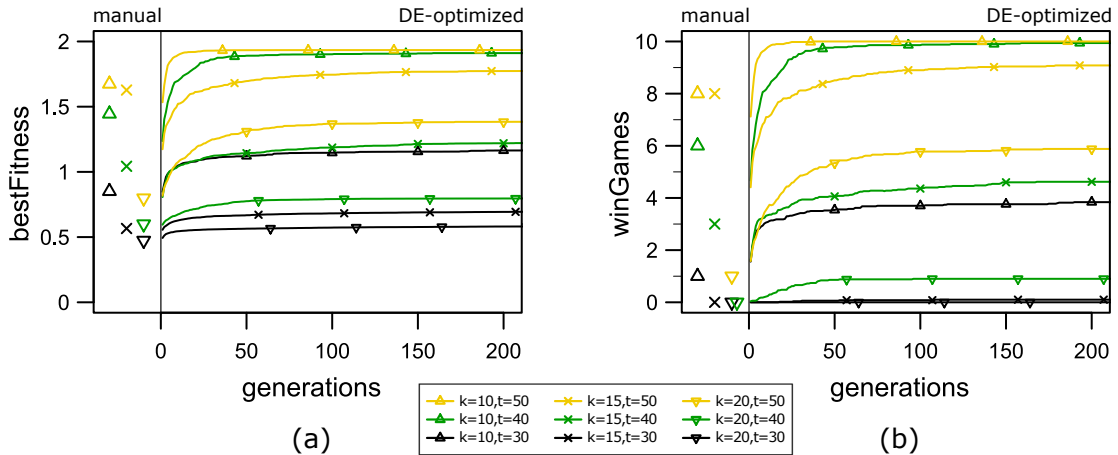 manual DE-optimized
2
1.5
1
0.5
0
bestFitness
0 50 100 150 200
generations
(a)
manual DE-optimized
10
8
6
4
2
0
winGames
0 50 100 150 200
generations
(b)
k=10,t=50 k=15,t=50 k=20,t=50
k=10,t=40 k=15,t=40 k=20,t=40
k=10,t=30 k=15,t=30 k=20,t=30